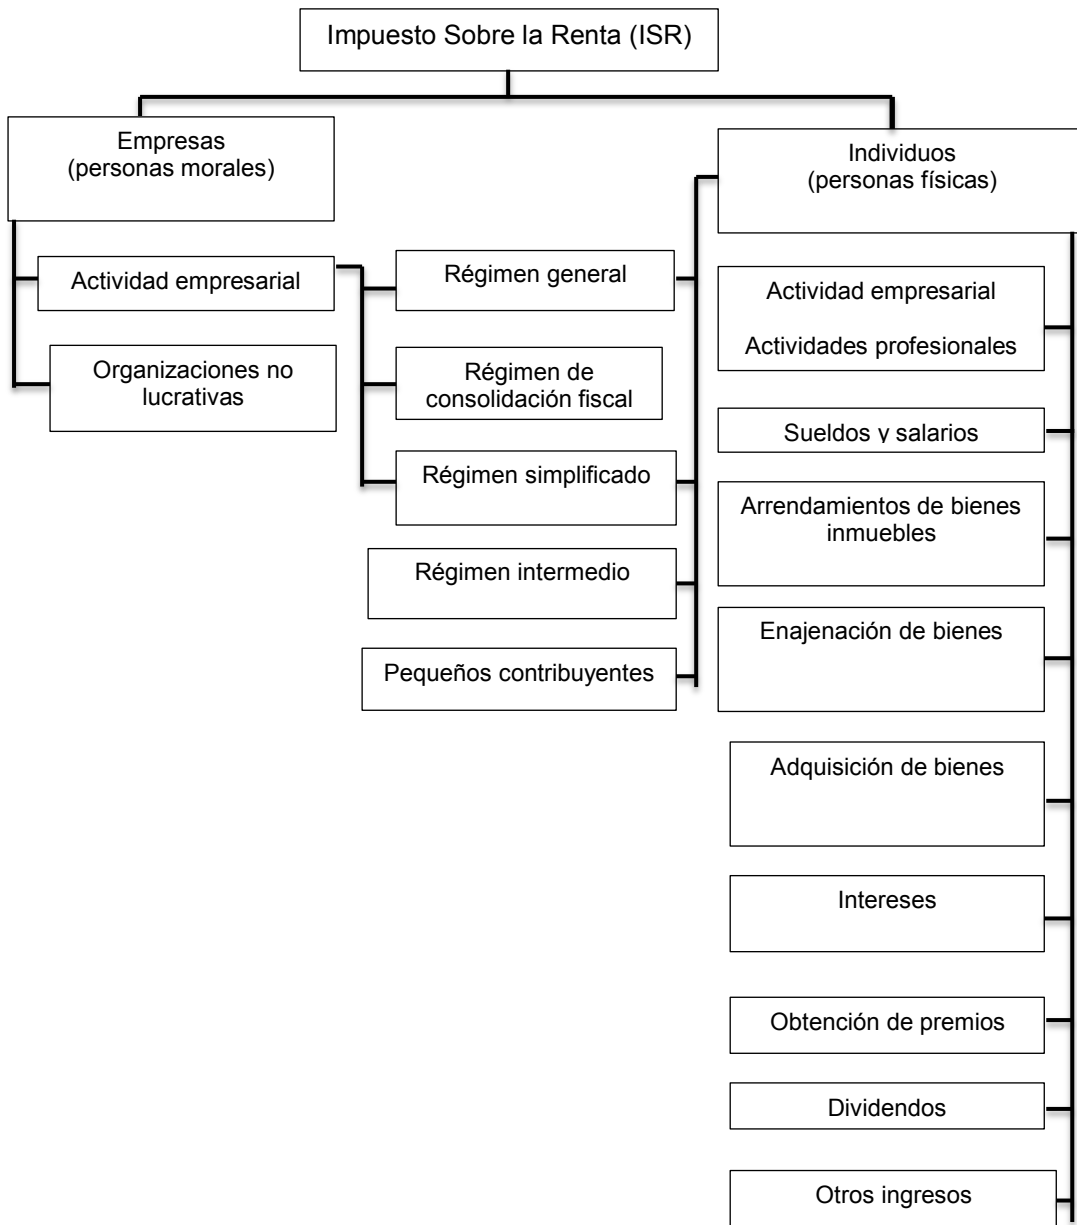 Impuesto Sobre la Renta (ISR)
Empresas
(personas morales)
Individuos
(personas físicas)
Actividad empresarial
Organizaciones no
lucrativas
Régimen general
Régimen de
consolidación fiscal
Régimen simplificado
Régimen intermedio
Pequeños contribuyentes
Actividad empresarial
Actividades profesionales
Sueldos y salarios
Arrendamientos de bienes
inmuebles
Enajenación de bienes
Adquisición de bienes
Intereses
Obtención de premios
Dividendos
Otros ingresos